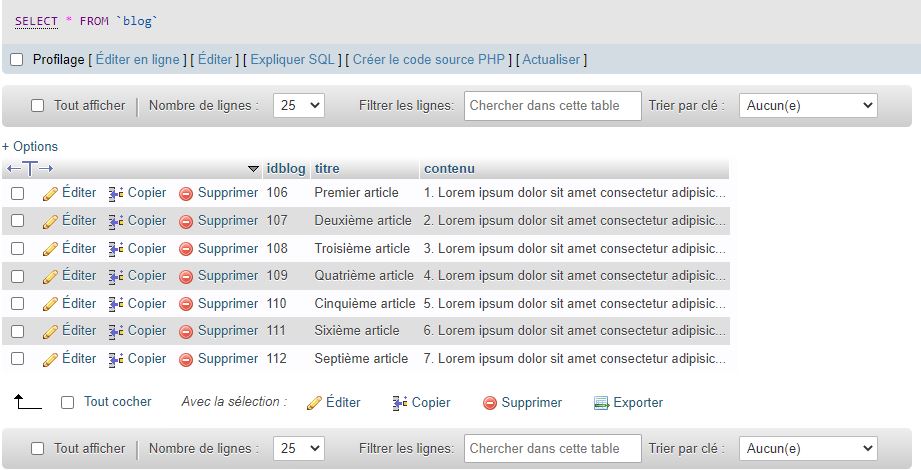 SELECT * FROM `blog`
Profilage [ Éditer en ligne ] [ Éditer ] [ Expliquer SQL ] [ Créer le code source PHP ] [ Actualiser ]
Tout afficher Nombre de lignes : 25 Filtrer les lignes: Chercher dans cette table Trier par clé : Aucun(e)
+ Options
idblog titre contenu
Éditer Copier Supprimer 106 Premier article 1. Lorem ipsum dolor sit amet consectetur adipisic...
Éditer Copier Supprimer 107 Deuxième article 2. Lorem ipsum dolor sit amet consectetur adipisic...
Éditer Copier Supprimer 108 Troisième article 3. Lorem ipsum dolor sit amet consectetur adipisic...
Éditer Copier Supprimer 109 Quatrième article 4. Lorem ipsum dolor sit amet consectetur adipisic...
Éditer Copier Supprimer 110 Cinquième article 5. Lorem ipsum dolor sit amet consectetur adipisic...
Éditer Copier Supprimer 111 Sixième article 6. Lorem ipsum dolor sit amet consectetur adipisic...
Éditer Copier Supprimer 112 Septième article 7. Lorem ipsum dolor sit amet consectetur adipisic...
Tout cocher Avec la sélection : Éditer Copier Supprimer Exporter
Tout afficher Nombre de lignes : 25 Filtrer les lignes: Chercher dans cette table Trier par clé : Aucun(e)